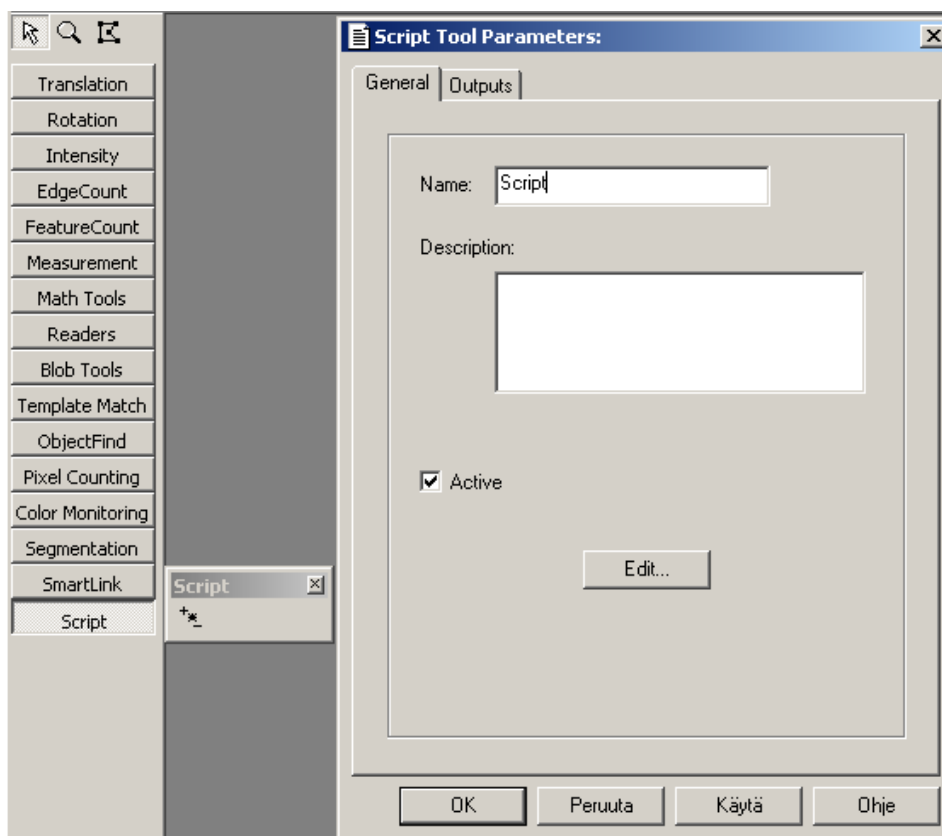 Translation
Rotation
Intensity
EdgeCount
FeatureCount
Measurement
Math Tools
Readers
Blob Tools
Template Match
ObjectFind
Pixel Counting
Color Monitoring
Segmentation
SmartLink
Script
Script
Script Tool Parameters:
General
Outputs
Name: Script
Description:
Active
Edit...
OK
Peruuta
Käytä
Ohje